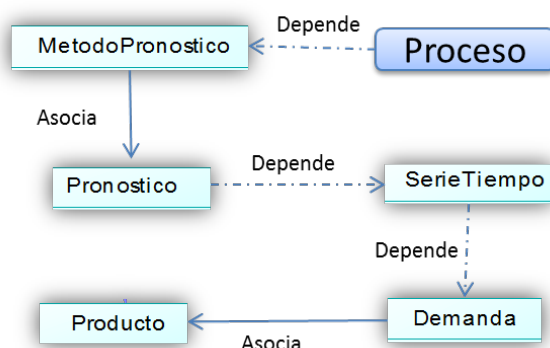 Depende
MetodoPronostico
Proceso
Asocia
Depende
Pronostico
SerieTiempo
Depende
Producto
Demanda
Asocia